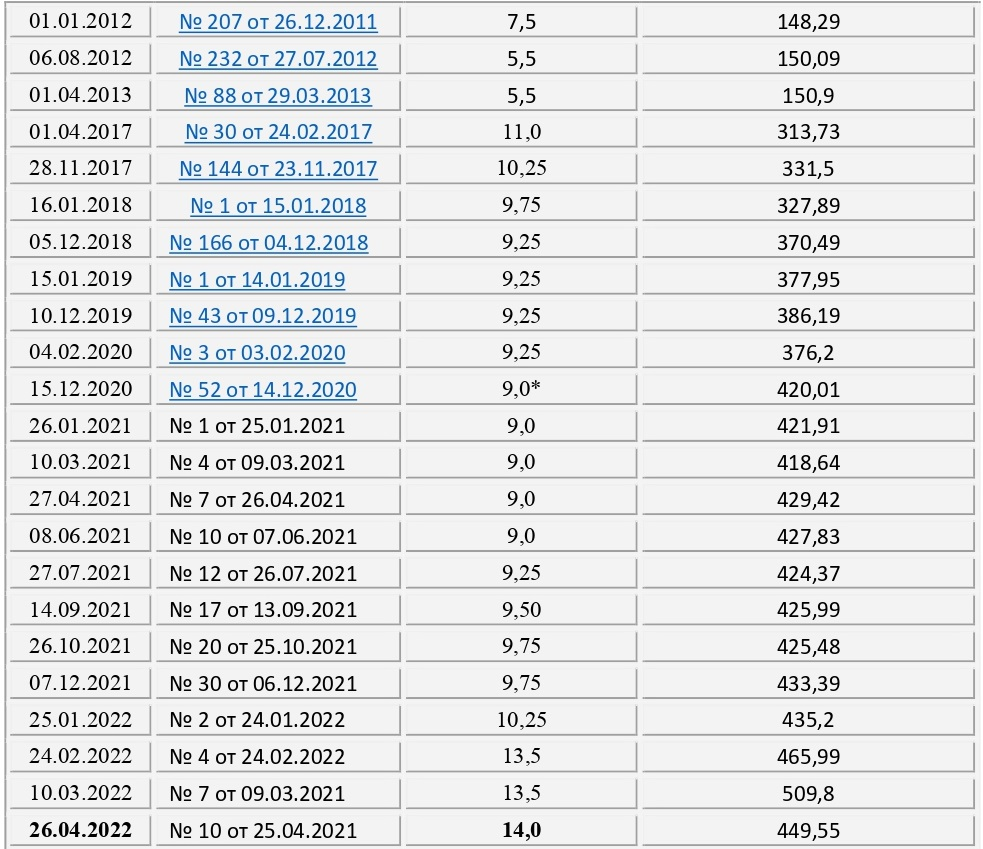 01.01.2012 № 207 от 26.12.2011 7,5 148,29
06.08.2012 № 232 от 27.07.2012 5,5 150,09
01.04.2013 № 88 от 29.03.2013 5,5 150,9
01.04.2017 № 30 от 24.02.2017 11,0 313,73
28.11.2017 № 144 от 23.11.2017 10,25 331,5
16.01.2018 № 1 от 15.01.2018 9,75 327,89
05.12.2018 № 166 от 04.12.2018 9,25 370,49
15.01.2019 № 1 от 14.01.2019 9,25 377,95
10.12.2019 № 43 от 09.12.2019 9,25 386,19
04.02.2020 № 3 от 03.02.2020 9,25 376,2
15.12.2020 № 52 от 14.12.2020 9,0* 420,01
26.01.2021 № 1 от 25.01.2021 9,0 421,91
10.03.2021 № 4 от 09.03.2021 9,0 418,64
27.04.2021 № 7 от 26.04.2021 9,0 429,42
08.06.2021 № 10 от 07.06.2021 9,0 427,83
27.07.2021 № 12 от 26.07.2021 9,25 424,37
14.09.2021 № 17 от 13.09.2021 9,50 425,99
26.10.2021 № 20 от 25.10.2021 9,75 425,48
07.12.2021 № 30 от 06.12.2021 9,75 433,39
25.01.2022 № 2 от 24.01.2022 10,25 435,2
24.02.2022 № 4 от 24.02.2022 13,5 465,99
10.03.2022 № 7 от 09.03.2021 13,5 509,8
26.04.2022 № 10 от 25.04.2021 14,0 449,55